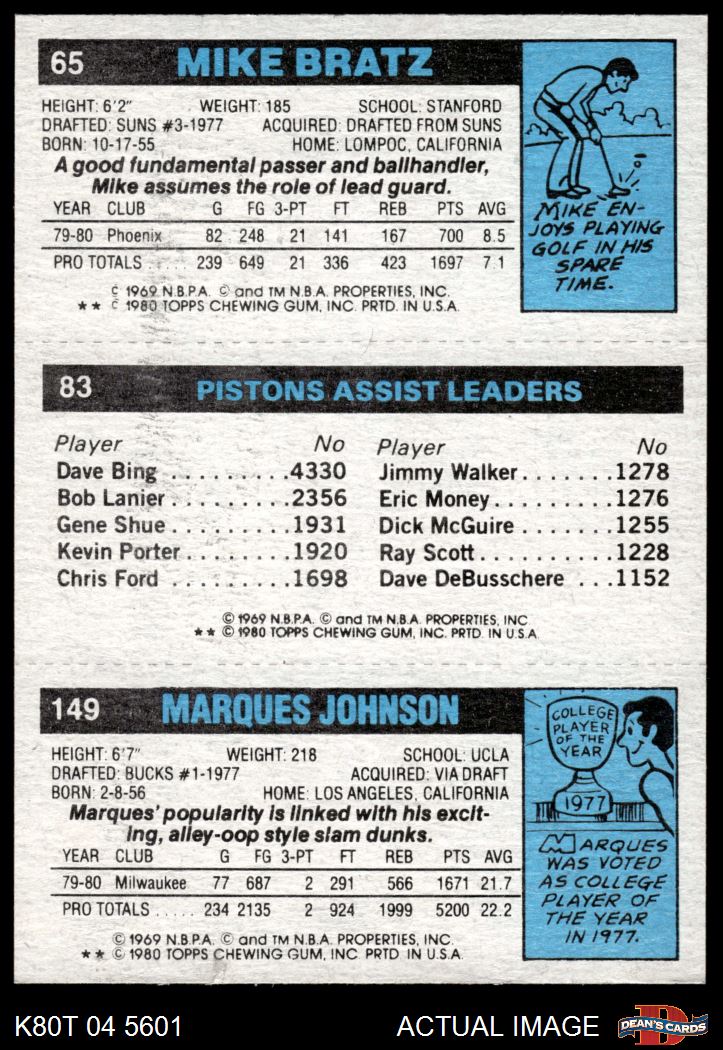 65 MIKE BRATZ
HEIGHT: 6'2" WEIGHT: 185 SCHOOL: STANFORD
DRAFTED: SUNS #3-1977 ACQUIRED: DRAFTED FROM SUNS
BORN: 10-17-55 HOME: LOMPOC, CALIFORNIA
A good fundamental passer and ballhandler,
Mike assumes the role of lead guard.
YEAR CLUB G FG 3-PT FT REB PTS AVG
79-80 Phoenix 82 248 21 141 167 700 8.5
PRO TOTALS ..... 239 649 21 336 423 1697 7.1
© 1969 N.B.P.A. © and TM N.B.A. PROPERTIES, INC.
★★ © 1980 TOPPS CHEWING GUM, INC. PRTD. IN U.S.A.
MIKE EN-
JOYS PLAYING
GOLF IN HIS
SPARE
TIME.
83 PISTONS ASSIST LEADERS
Player No Player No
Dave Bing .........4330 Jimmy Walker.......1278
Bob Lanier.........2356 Eric Money.........1276
Gene Shue.........1931 Dick McGuire.......1255
Kevin Porter........1920 Ray Scott..........1228
Chris Ford .........1698 Dave DeBusschere ...1152
© 1969 N.B.P.A. © and TM N.B.A. PROPERTIES, INC
★★ © 1980 TOPPS CHEWING GUM, INC. PRTD. IN U.S.A
149 MARQUES JOHNSON
HEIGHT: 6'7" WEIGHT: 218 SCHOOL: UCLA
DRAFTED: BUCKS #1-1977 ACQUIRED: VIA DRAFT
BORN: 2-8-56 HOME: LOS ANGELES, CALIFORNIA
Marques' popularity is linked with his excit-
ing, alley-oop style slam dunks.
YEAR CLUB G FG 3-PT FT REB PTS AVG
79-80 Milwaukee 77 687 2 291 566 1671 21.7
PRO TOTALS ..... 234 2135 2 924 1999 5200 22.2
© 1969 N.B.P.A. © and TM N.B.A. PROPERTIES, INC.
★★ © 1980 TOPPS CHEWING GUM, INC. PRTD. IN U.S.A.
COLLEGE
PLAYER
OF THE
YEAR
1977
MARQUES
WAS VOTED
AS COLLEGE
PLAYER OF
THE YEAR
IN 1977.
K80T 04 5601 ACTUAL IMAGE D DEAN'S CARDS